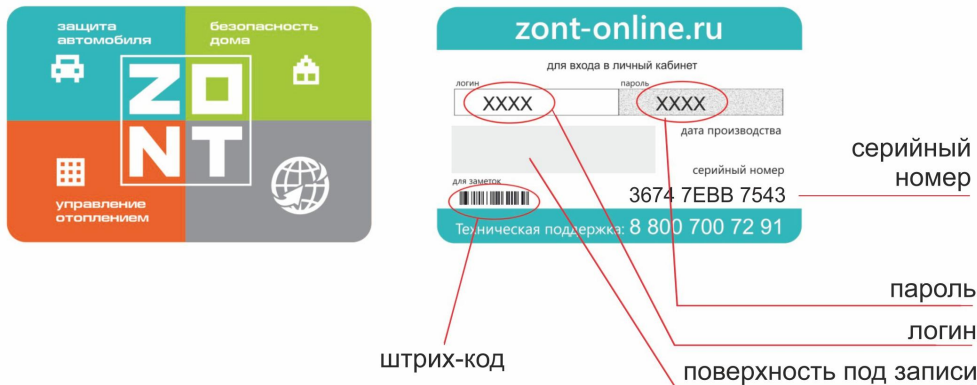 защита
автомобиля
безопасность
дома
ZO
NT
управление
отоплением
zont-online.ru
для входа в личный кабинет
логин
пароль
XXXX
XXXX
дата производства
серийный номер
для заметок
3674 7EBB 7543
Техническая поддержка: 8 800 700 72 91
серийный
номер
пароль
логин
штрих-код
поверхность под записи